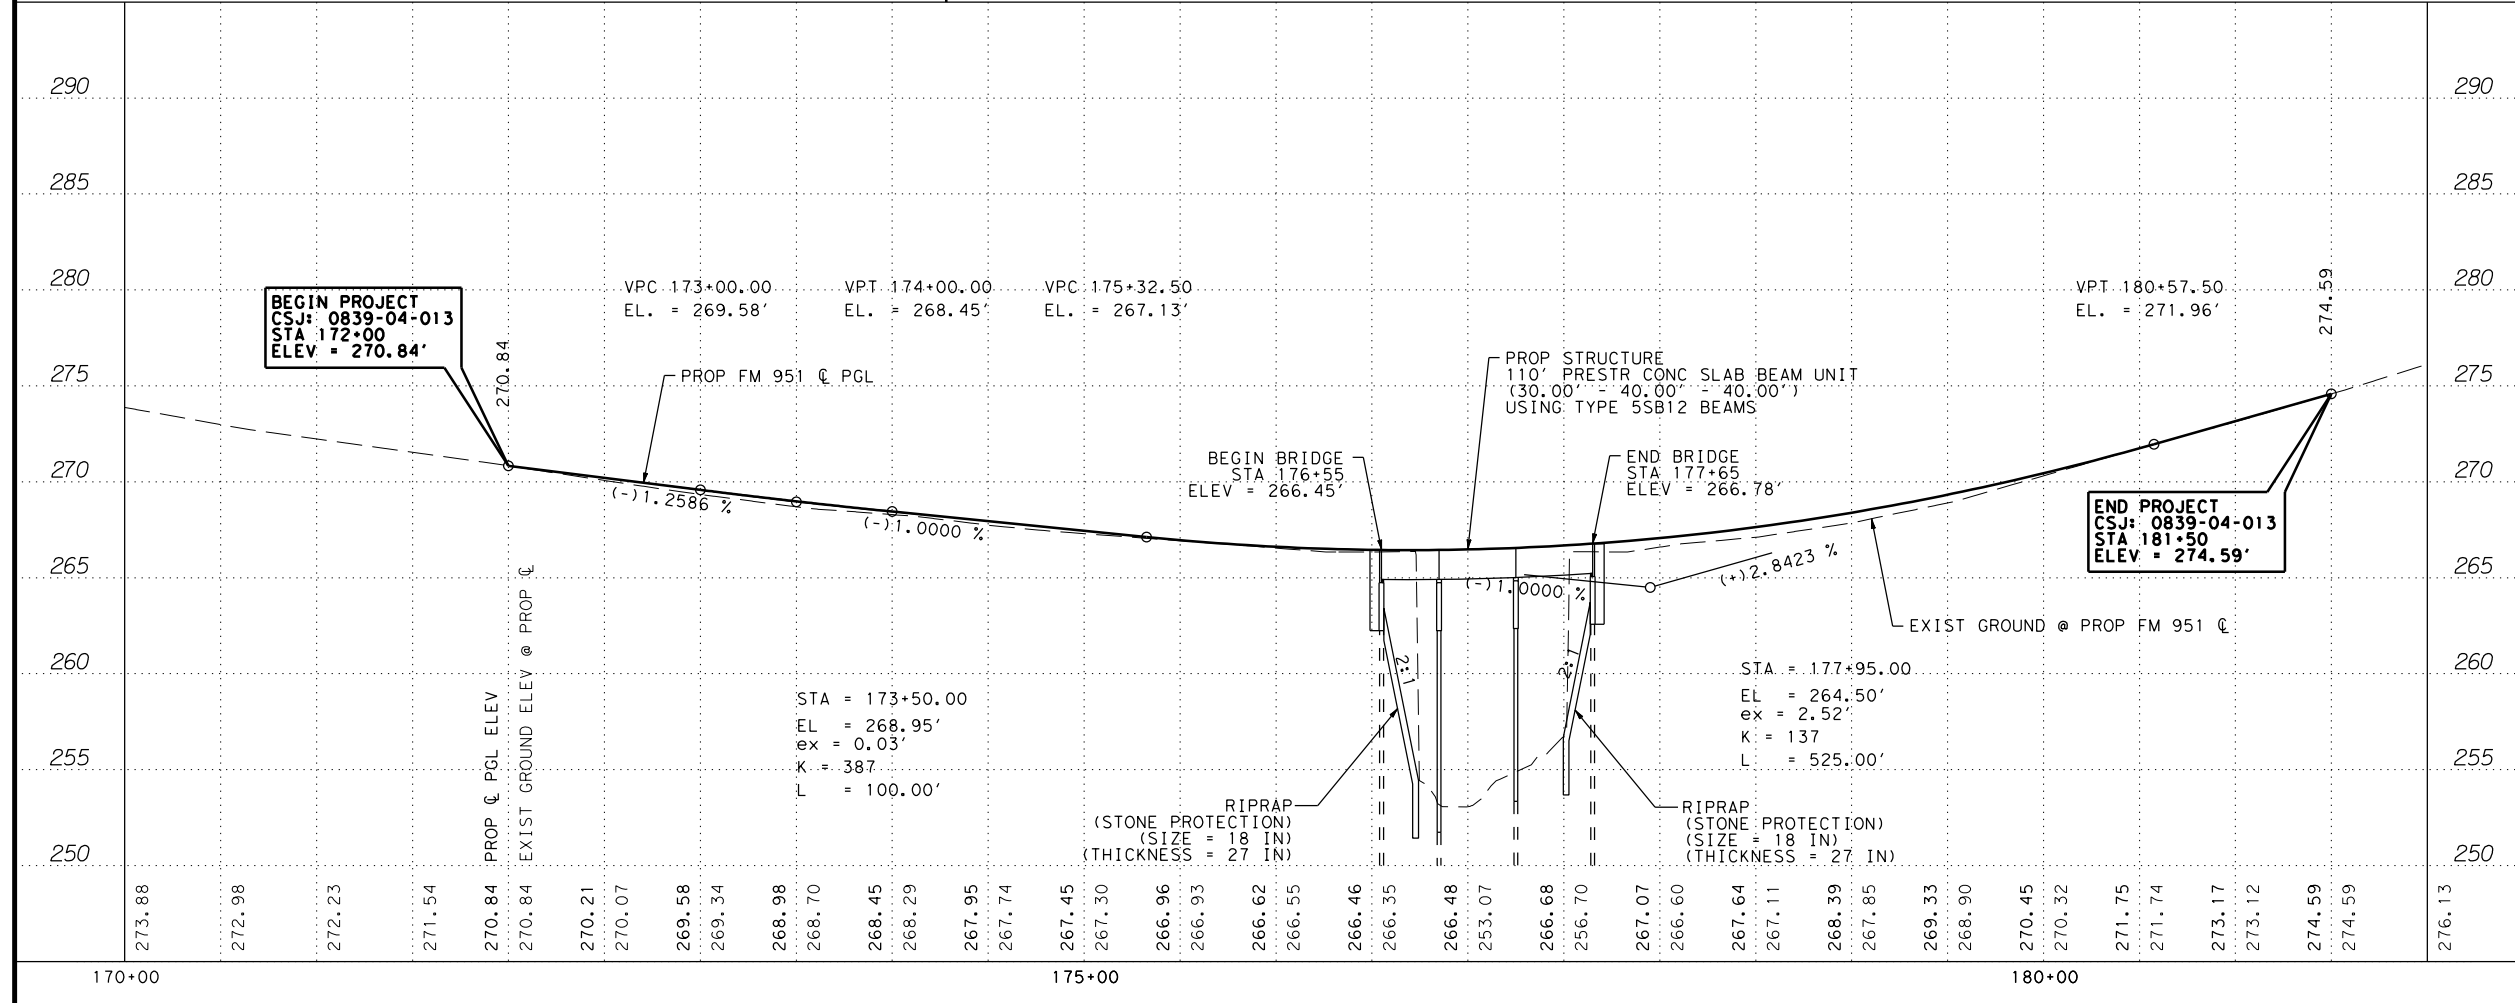 290
290
285
285
280
280
275
275
270
270
265
265
260
260
255
255
250
250
BEGIN PROJECT
CSJ: 0839-04-013
STA 172+00
ELEV = 270.84'
270.84
VPC 173+00.00
EL. = 269.58'
VPT 174+00.00
EL. = 268.45'
VPC 175+32.50
EL. = 267.13'
VPT 180+57.50
EL. = 271.96'
274.59
PROP FM 951 ℄ PGL
PROP STRUCTURE
110' PRESTR CONC SLAB BEAM UNIT
(30.00' - 40.00' - 40.00')
USING TYPE 5SB12 BEAMS
BEGIN BRIDGE
STA 176+55
ELEV = 266.45'
END BRIDGE
STA 177+65
ELEV = 266.78'
(-)1.2586 %
(-)1.0000 %
(-)1.0000 %
(+)2.8423 %
END PROJECT
CSJ: 0839-04-013
STA 181+50
ELEV = 274.59'
EXIST GROUND @ PROP FM 951 ℄
2:1
2:1
STA = 173+50.00
EL = 268.95'
ex = 0.03'
K = 387
L = 100.00'
STA = 177+95.00
EL = 264.50'
ex = 2.52'
K = 137
L = 525.00'
RIPRAP
(STONE PROTECTION)
(SIZE = 18 IN)
(THICKNESS = 27 IN)
RIPRAP
(STONE PROTECTION)
(SIZE = 18 IN)
(THICKNESS = 27 IN)
PROP ℄ PGL ELEV
EXIST GROUND ELEV @ PROP ℄
273.88
272.98
272.23
271.54
270.84
270.84
270.21
270.07
269.58
269.34
268.98
268.70
268.45
268.29
267.95
267.74
267.45
267.30
266.96
266.93
266.62
266.55
266.46
266.35
266.48
253.07
266.68
256.70
267.07
266.60
267.64
267.11
268.39
267.85
269.33
268.90
270.45
270.32
271.75
271.74
273.17
273.12
274.59
274.59
276.13
170+00
175+00
180+00